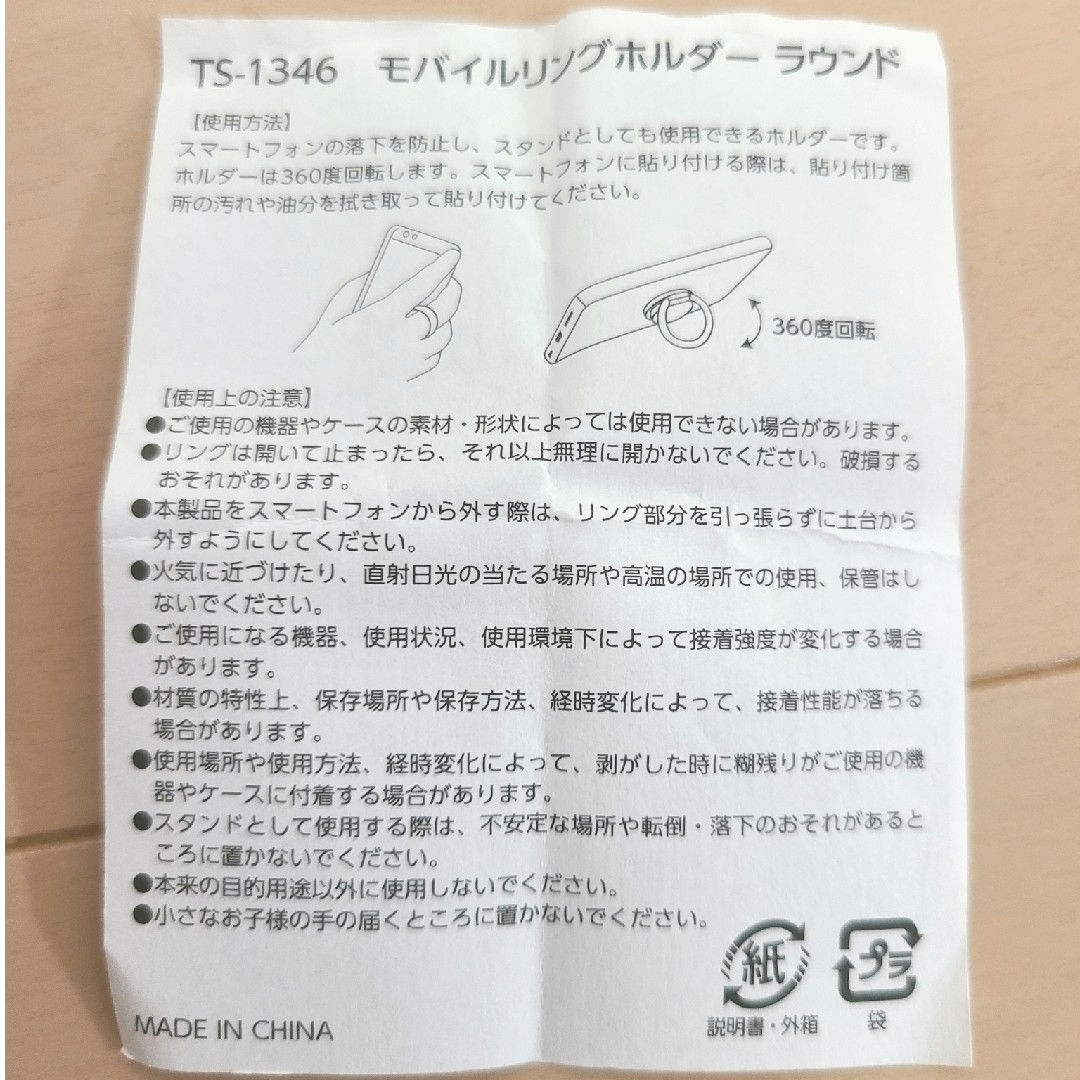 TS-1346　モバイルリングホルダー ラウンド
【使用方法】
スマートフォンの落下を防止し、スタンドとしても使用できるホルダーです。
ホルダーは360度回転します。スマートフォンに貼り付ける際は、貼り付け箇
所の汚れや油分を拭き取って貼り付けてください。
360度回転
【使用上の注意】
●ご使用の機器やケースの素材・形状によっては使用できない場合があります。
●リングは開いて止まったら、それ以上無理に開かないでください。破損する
おそれがあります。
●本製品をスマートフォンから外す際は、リング部分を引っ張らずに土台から
外すようにしてください。
●火気に近づけたり、直射日光の当たる場所や高温の場所での使用、保管はし
ないでください。
●ご使用になる機器、使用状況、使用環境下によって接着強度が変化する場合
があります。
●材質の特性上、保存場所や保存方法、経時変化によって、接着性能が落ちる
場合があります。
●使用場所や使用方法、経時変化によって、剥がした時に糊残りがご使用の機
器やケースに付着する場合があります。
●スタンドとして使用する際は、不安定な場所や転倒・落下のおそれがあると
ころに置かないでください。
●本来の目的用途以外に使用しないでください。
●小さなお子様の手の届くところに置かないでください。
紙
プラ
説明書・外箱
袋
MADE IN CHINA